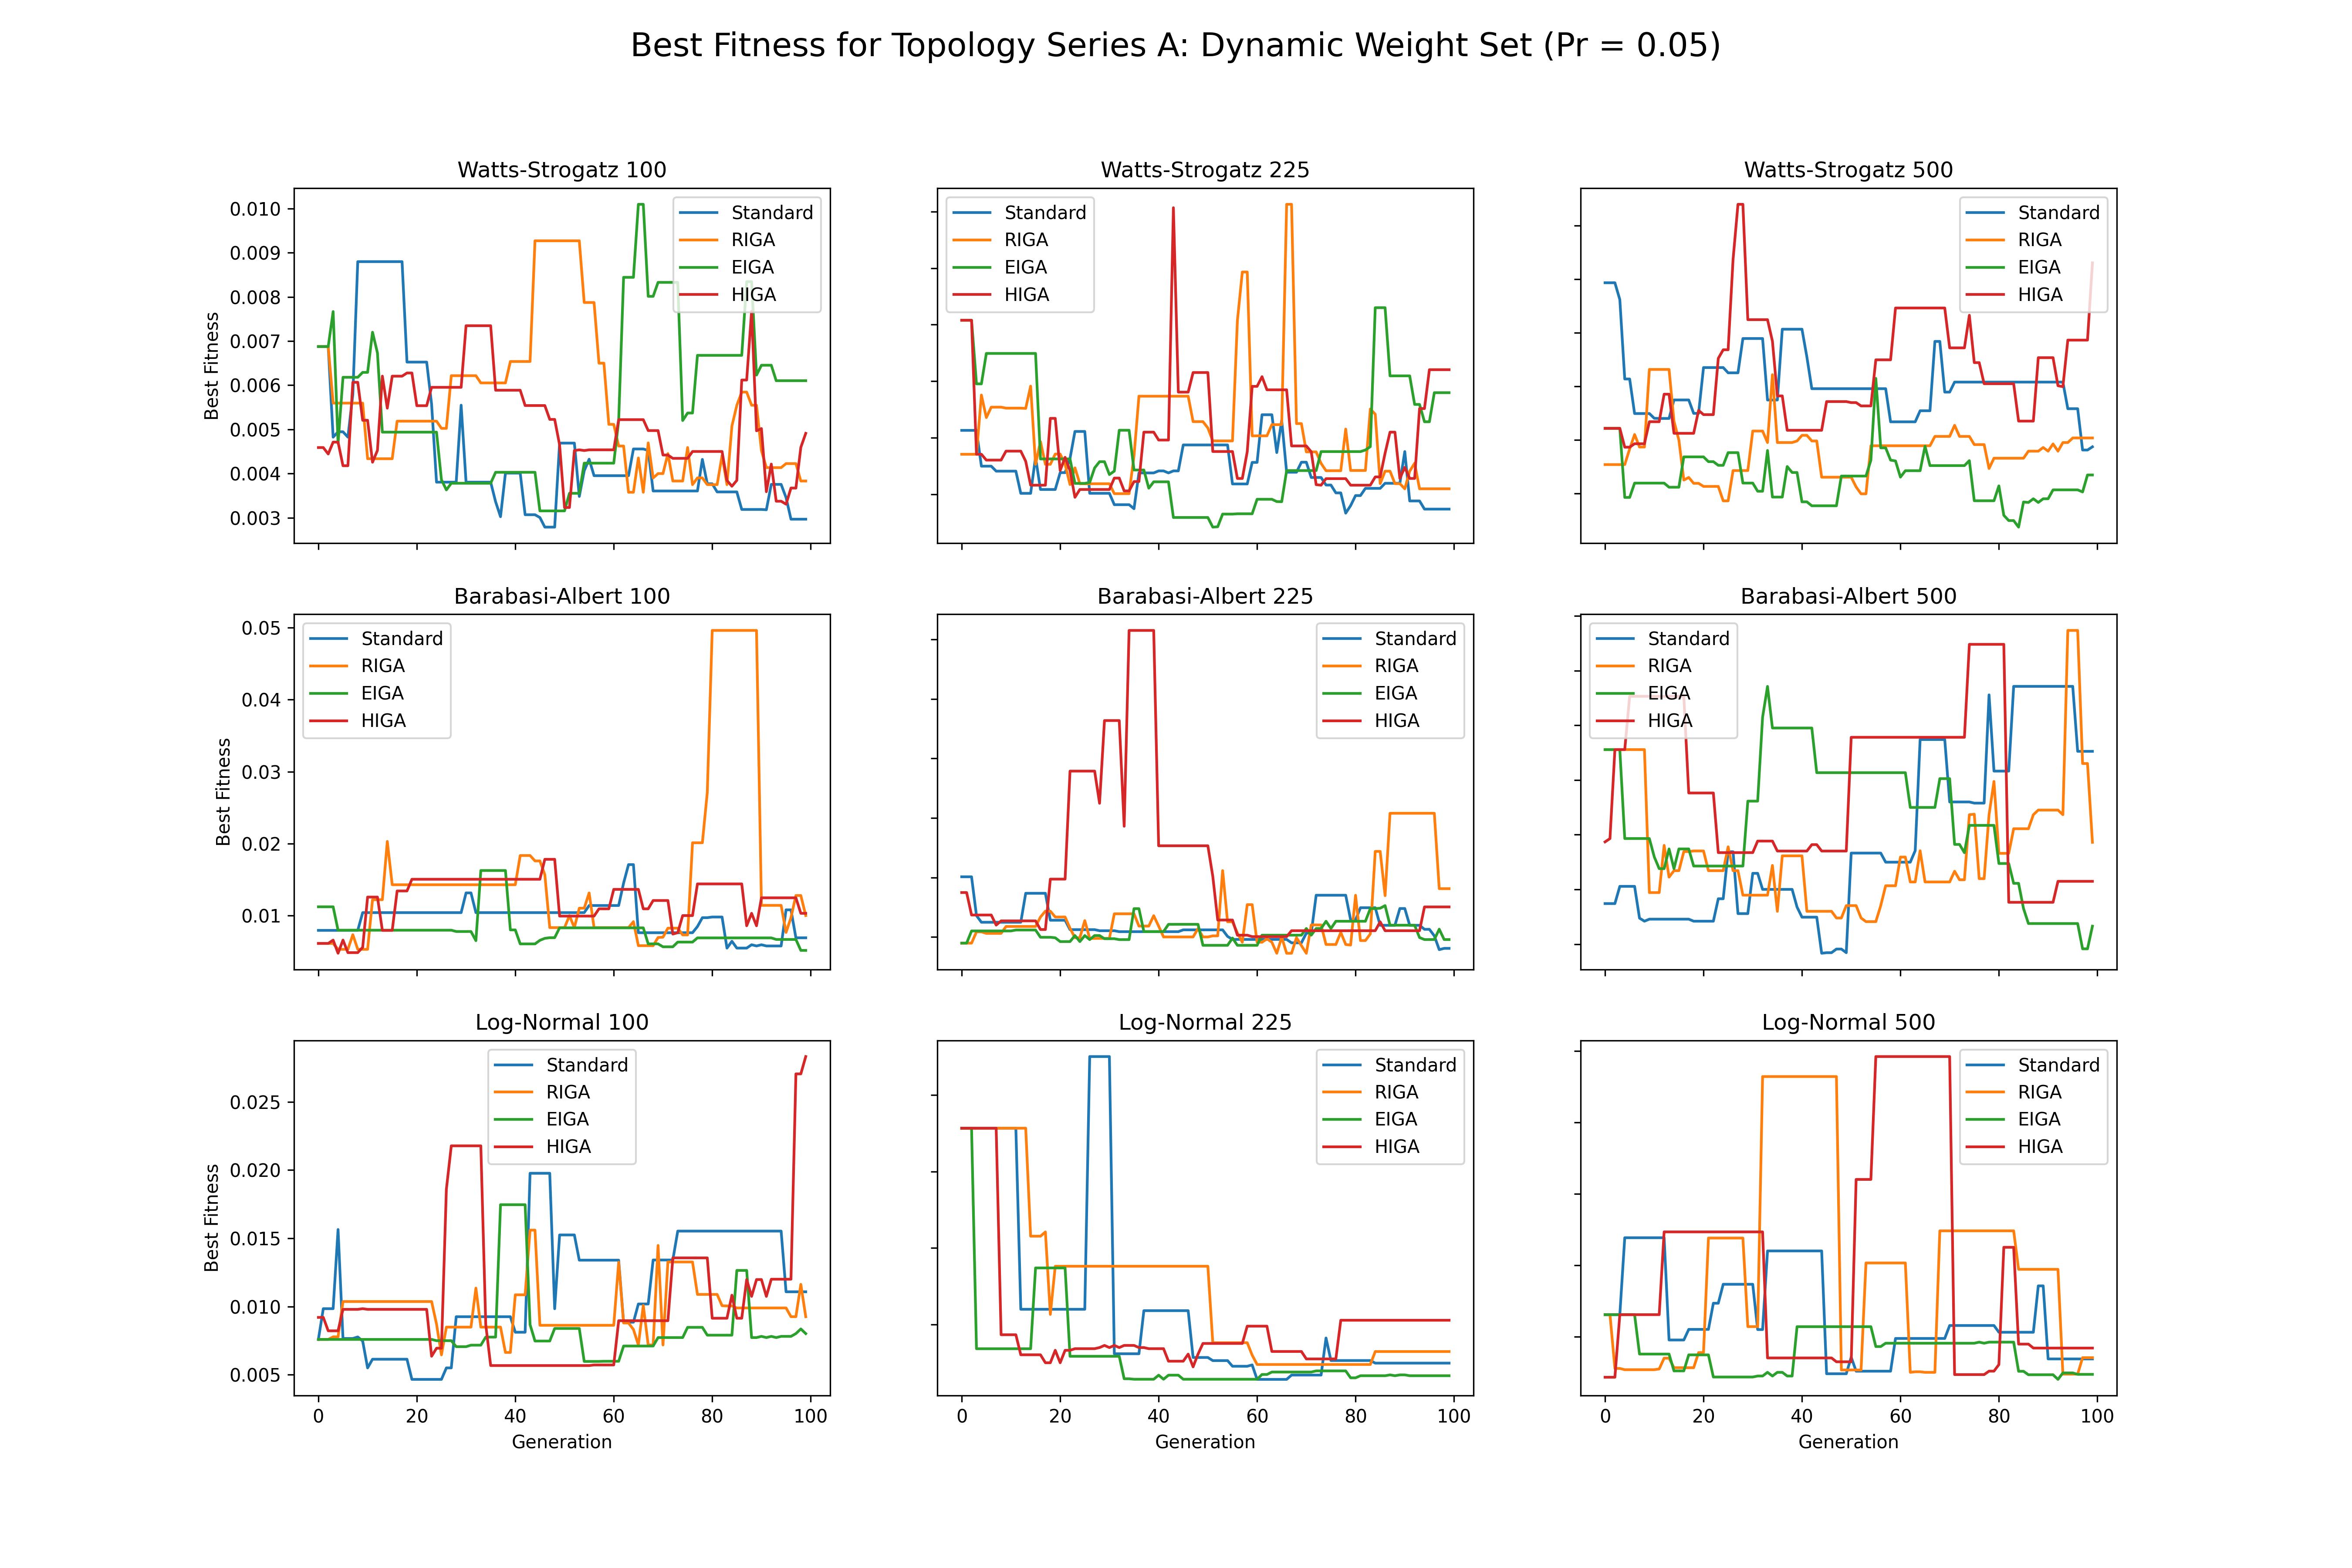 Best Fitness for Topology Series A: Dynamic Weight Set (Pr = 0.05)
Watts-Strogatz 100
Watts-Strogatz 225
Watts-Strogatz 500
0.010
0.009
0.008
0.007
0.006
0.005
0.004
0.003
Best Fitness
Standard
RIGA
EIGA
HIGA
Standard
RIGA
EIGA
HIGA
Standard
RIGA
EIGA
HIGA
Barabasi-Albert 100
Barabasi-Albert 225
Barabasi-Albert 500
0.05
0.04
0.03
0.02
0.01
Best Fitness
Standard
RIGA
EIGA
HIGA
Standard
RIGA
EIGA
HIGA
Standard
RIGA
EIGA
HIGA
Log-Normal 100
Log-Normal 225
Log-Normal 500
0.025
0.020
0.015
0.010
0.005
Best Fitness
Standard
RIGA
EIGA
HIGA
Standard
RIGA
EIGA
HIGA
Standard
RIGA
EIGA
HIGA
0 20 40 60 80 100
0 20 40 60 80 100
0 20 40 60 80 100
Generation
Generation
Generation